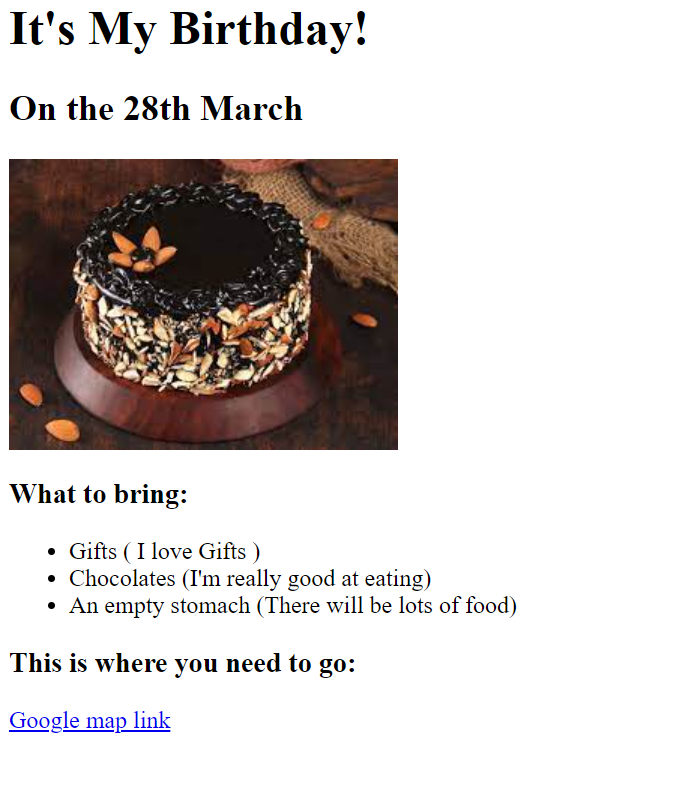 It's My Birthday!
On the 28th March
What to bring:
Gifts ( I love Gifts )
Chocolates (I'm really good at eating)
An empty stomach (There will be lots of food)
This is where you need to go:
Google map link